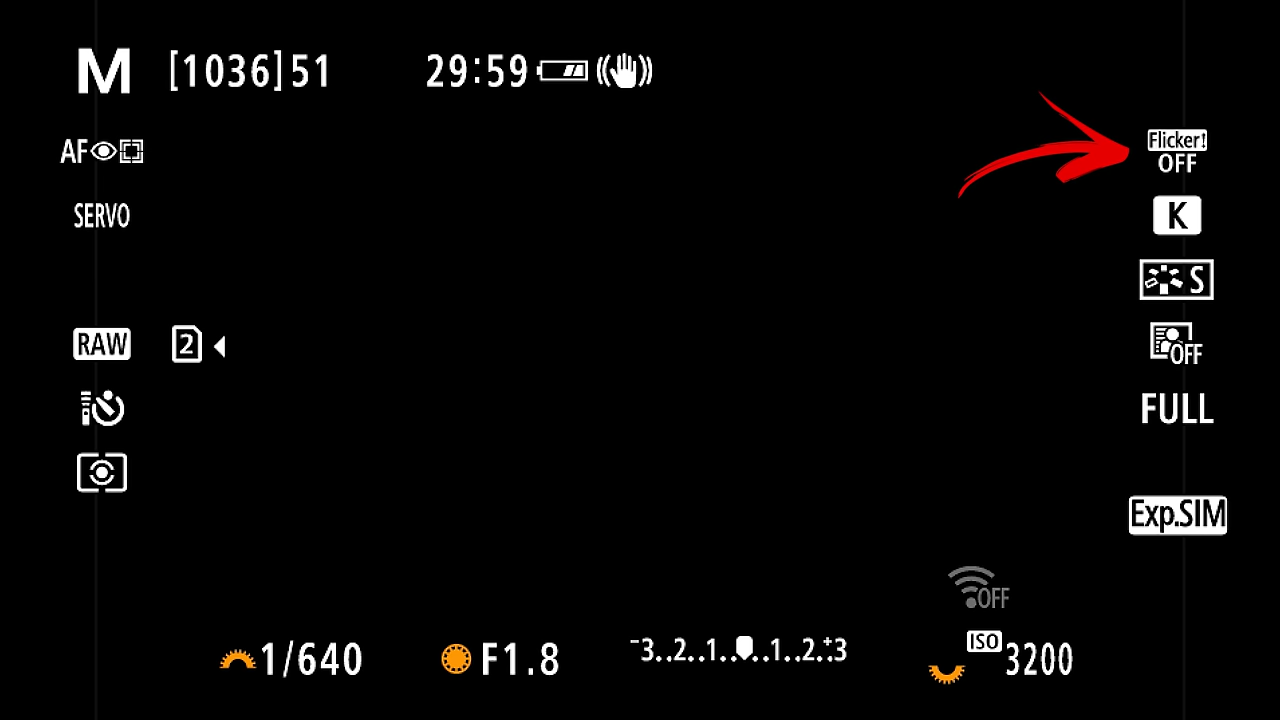 M [1036]51 29:59
AF
Flicker!
OFF
SERVO
K
S
RAW 2
OFF
FULL
Exp.SIM
OFF
1/640 F1.8 -3..2..1.. ..1..2..+3 ISO 3200